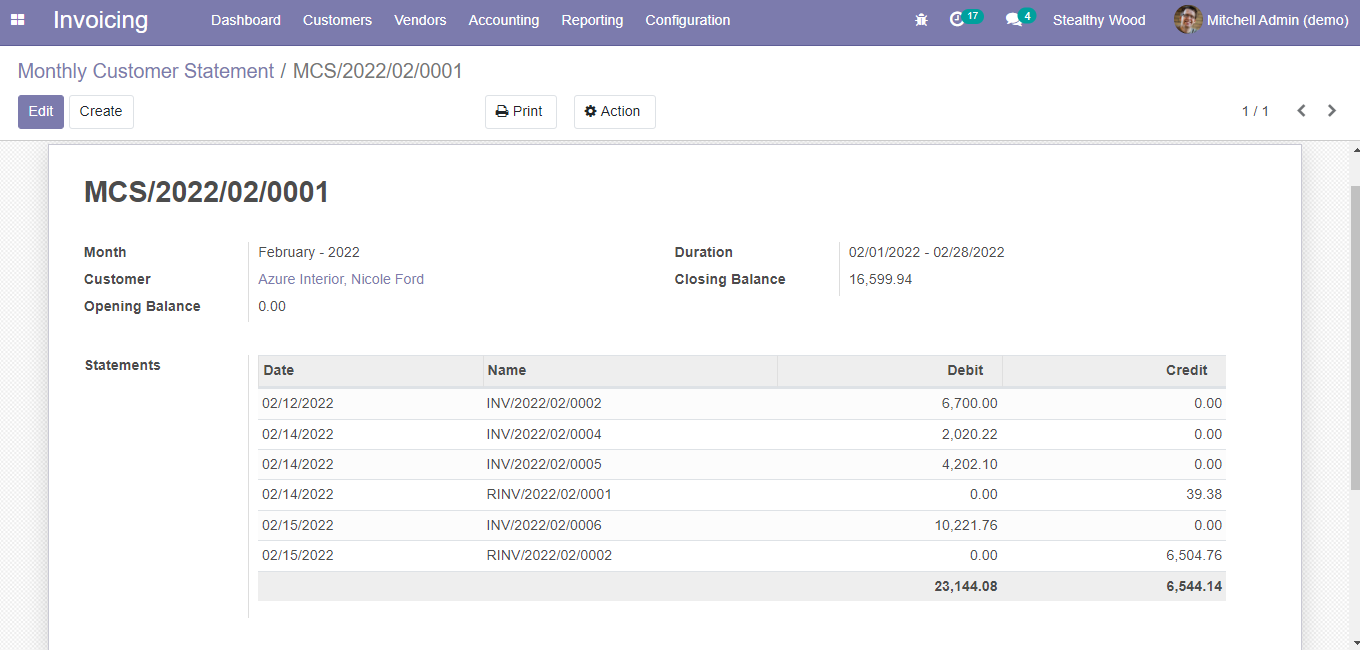 Invoicing Dashboard Customers Vendors Accounting Reporting Configuration 17 4 Stealthy Wood Mitchell Admin (demo)
Monthly Customer Statement / MCS/2022/02/0001
Edit Create Print Action 1 / 1
MCS/2022/02/0001
Month February - 2022 Duration 02/01/2022 - 02/28/2022
Customer Azure Interior, Nicole Ford Closing Balance 16,599.94
Opening Balance 0.00
Statements Date Name Debit Credit
02/12/2022 INV/2022/02/0002 6,700.00 0.00
02/14/2022 INV/2022/02/0004 2,020.22 0.00
02/14/2022 INV/2022/02/0005 4,202.10 0.00
02/14/2022 RINV/2022/02/0001 0.00 39.38
02/15/2022 INV/2022/02/0006 10,221.76 0.00
02/15/2022 RINV/2022/02/0002 0.00 6,504.76
23,144.08 6,544.14